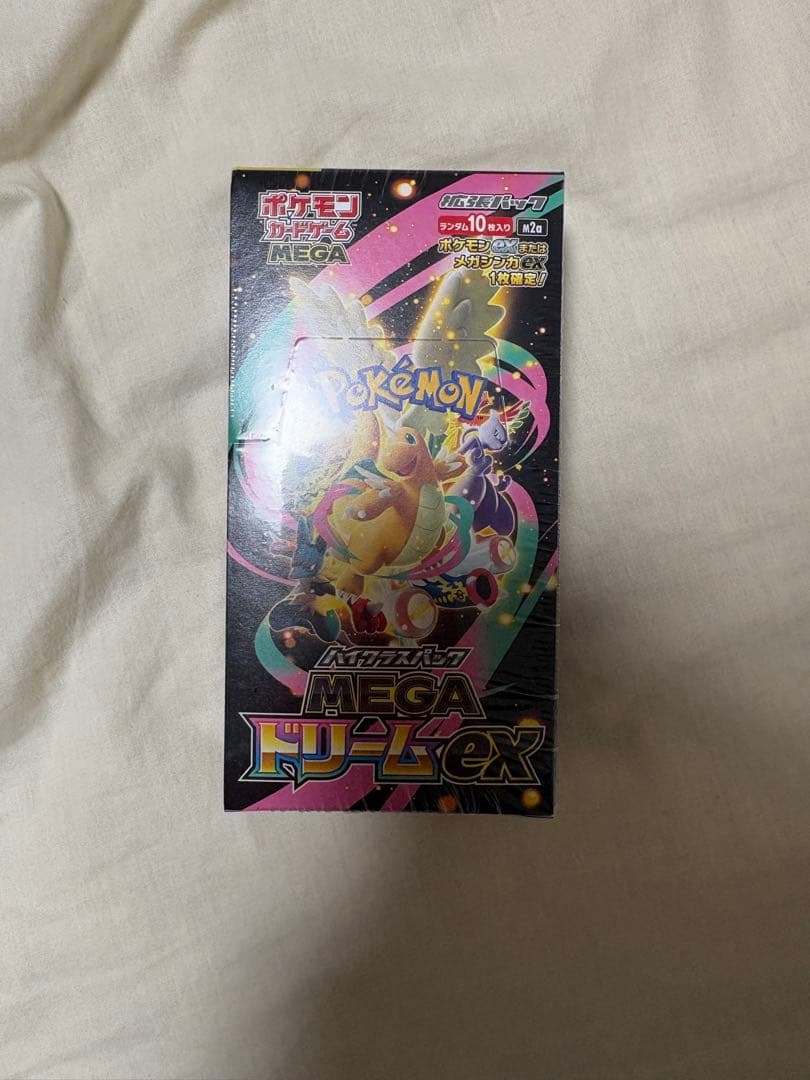 ポケモン
カードゲーム
MEGA
拡張パック
ランダム10枚入り
M2a
ポケモンexまたは
メガシンカex
1枚確定!
POKéMON
ハイクラスパック
MEGA
ドリームex